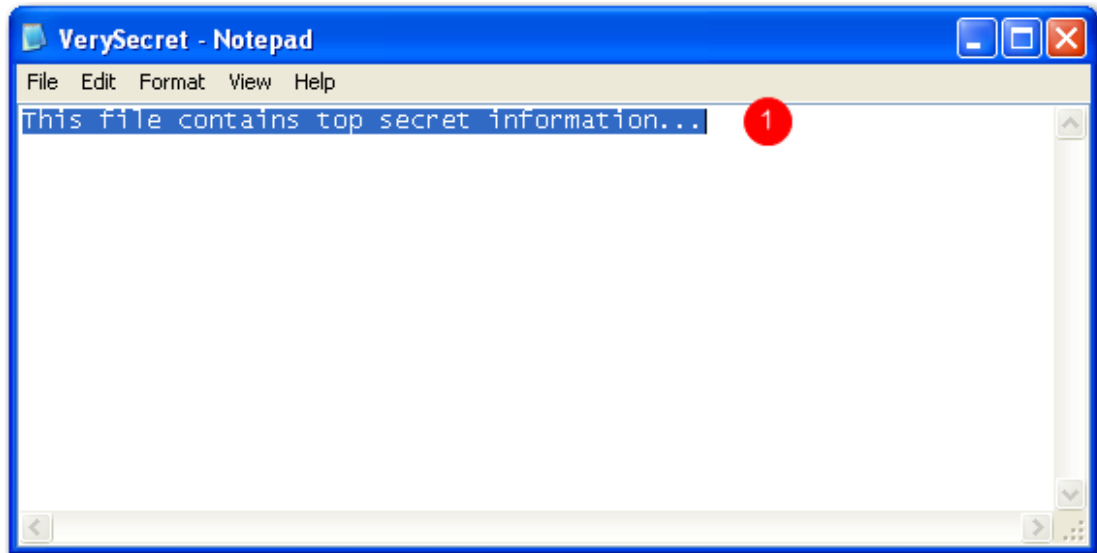 VerySecret - Notepad
File Edit Format View Help
This file contains top secret information...
1